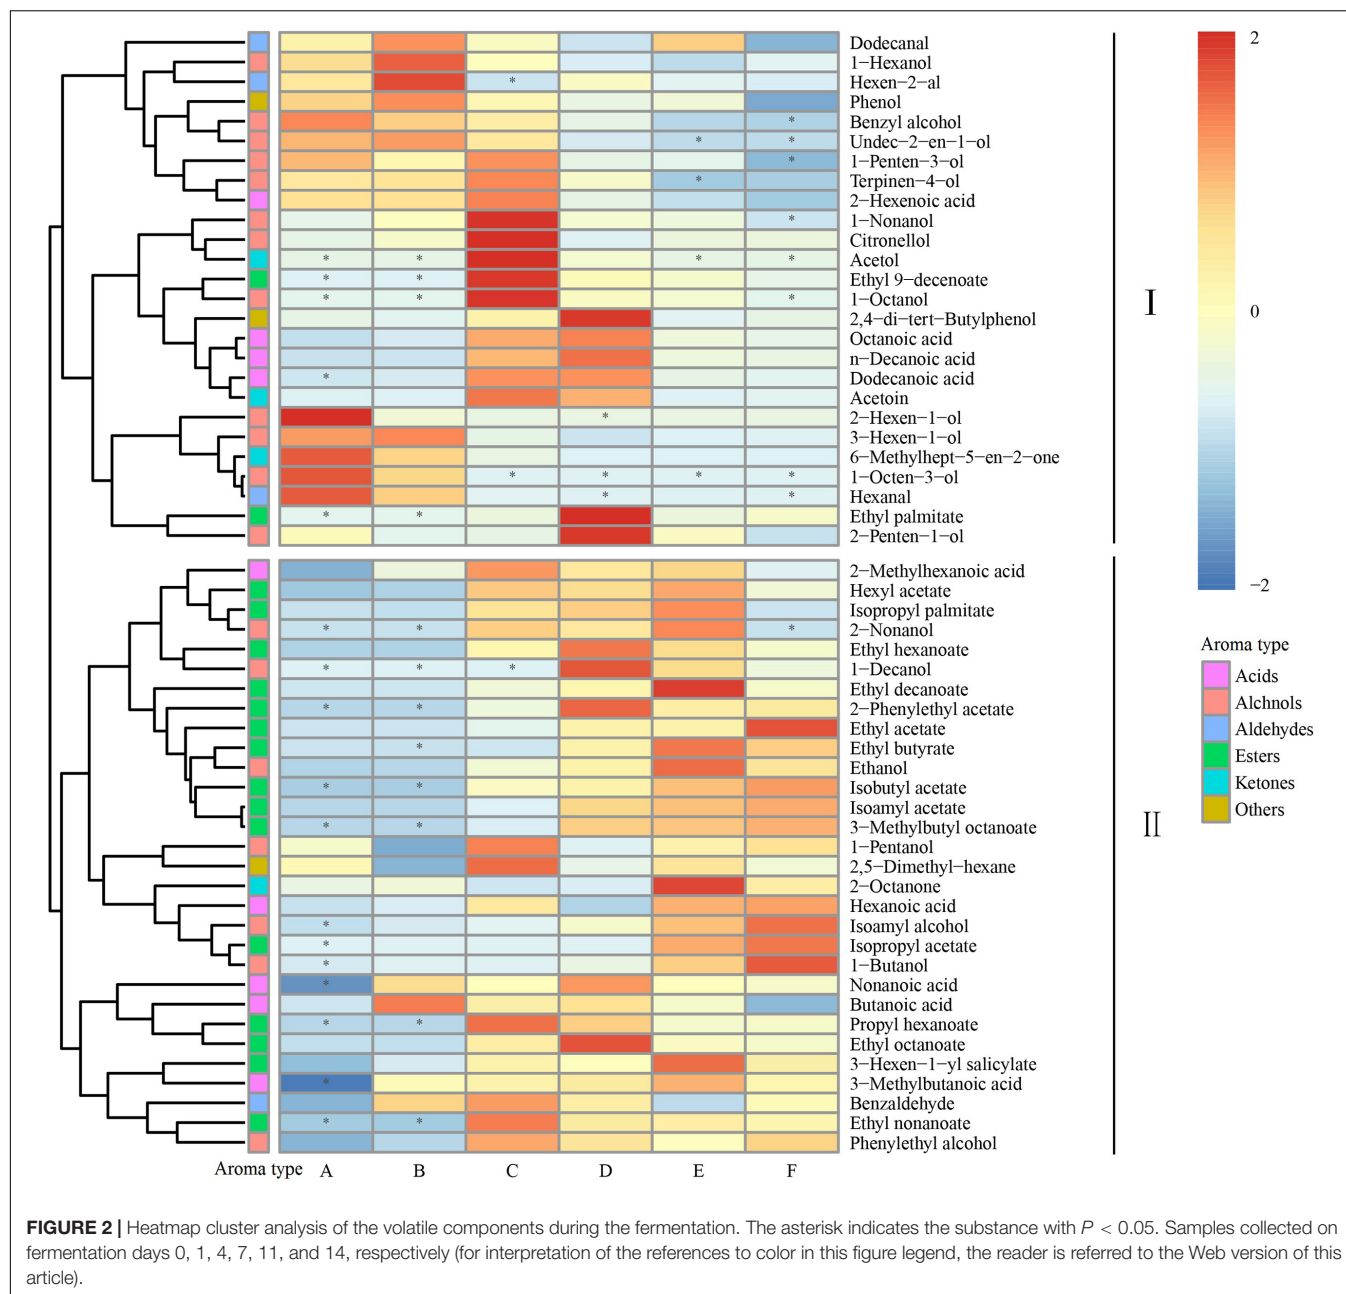 Dodecanal
1−Hexanol
Hexen−2−al
*
Phenol
Benzyl alcohol
*
Undec−2−en−1−ol
* *
1−Penten−3−ol
*
Terpinen−4−ol
*
2−Hexenoic acid
1−Nonanol
*
Citronellol
Acetol
* * * *
Ethyl 9−decenoate
* *
1−Octanol
* * *
2,4−di−tert−Butylphenol
Octanoic acid
n−Decanoic acid
Dodecanoic acid
*
Acetoin
2−Hexen−1−ol
*
3−Hexen−1−ol
6−Methylhept−5−en−2−one
1−Octen−3−ol
* * * *
Hexanal
* *
Ethyl palmitate
* *
2−Penten−1−ol
I
2−Methylhexanoic acid
Hexyl acetate
Isopropyl palmitate
2−Nonanol
* * *
Ethyl hexanoate
1−Decanol
* * *
Ethyl decanoate
2−Phenylethyl acetate
* *
Ethyl acetate
Ethyl butyrate
*
Ethanol
Isobutyl acetate
* *
Isoamyl acetate
3−Methylbutyl octanoate
* *
1−Pentanol
2,5−Dimethyl−hexane
2−Octanone
Hexanoic acid
Isoamyl alcohol
*
Isopropyl acetate
*
1−Butanol
*
Nonanoic acid
*
Butanoic acid
Propyl hexanoate
* *
Ethyl octanoate
3−Hexen−1−yl salicylate
3−Methylbutanoic acid
*
Benzaldehyde
Ethyl nonanoate
* *
Phenylethyl alcohol
II
Aroma type A B C D E F
2
0
−2
Aroma type
Acids
Alchnols
Aldehydes
Esters
Ketones
Others
FIGURE 2 | Heatmap cluster analysis of the volatile components during the fermentation. The asterisk indicates the substance with P < 0.05. Samples collected on
fermentation days 0, 1, 4, 7, 11, and 14, respectively (for interpretation of the references to color in this figure legend, the reader is referred to the Web version of this
article).